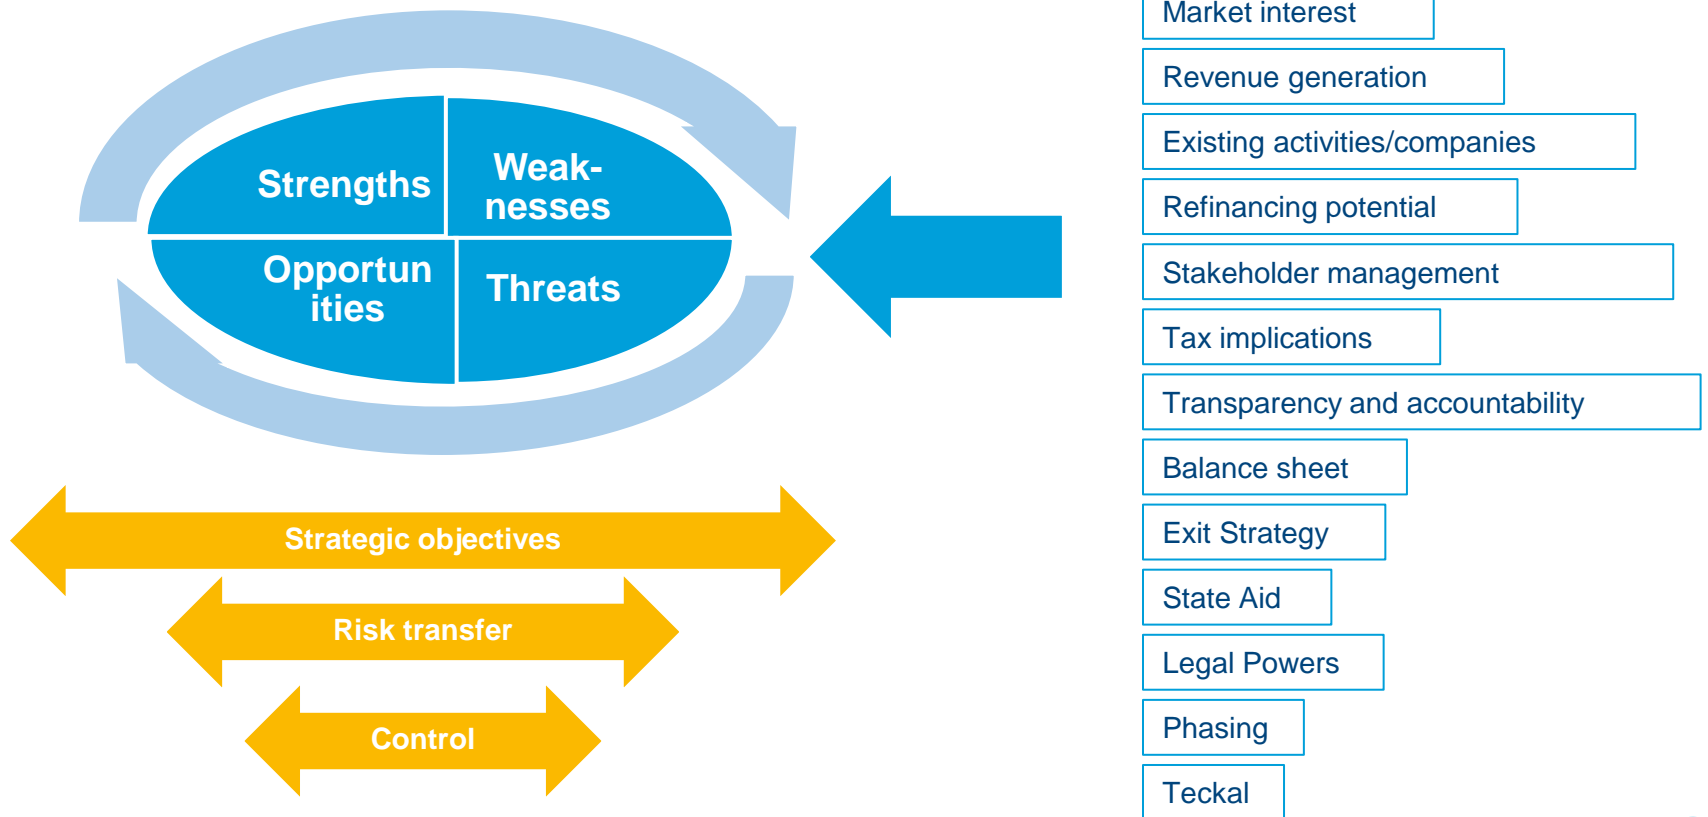 Strengths
Weak-
nesses
Opportun
ities
Threats
Strategic objectives
Risk transfer
Control
Market interest
Revenue generation
Existing activities/companies
Refinancing potential
Stakeholder management
Tax implications
Transparency and accountability
Balance sheet
Exit Strategy
State Aid
Legal Powers
Phasing
Teckal